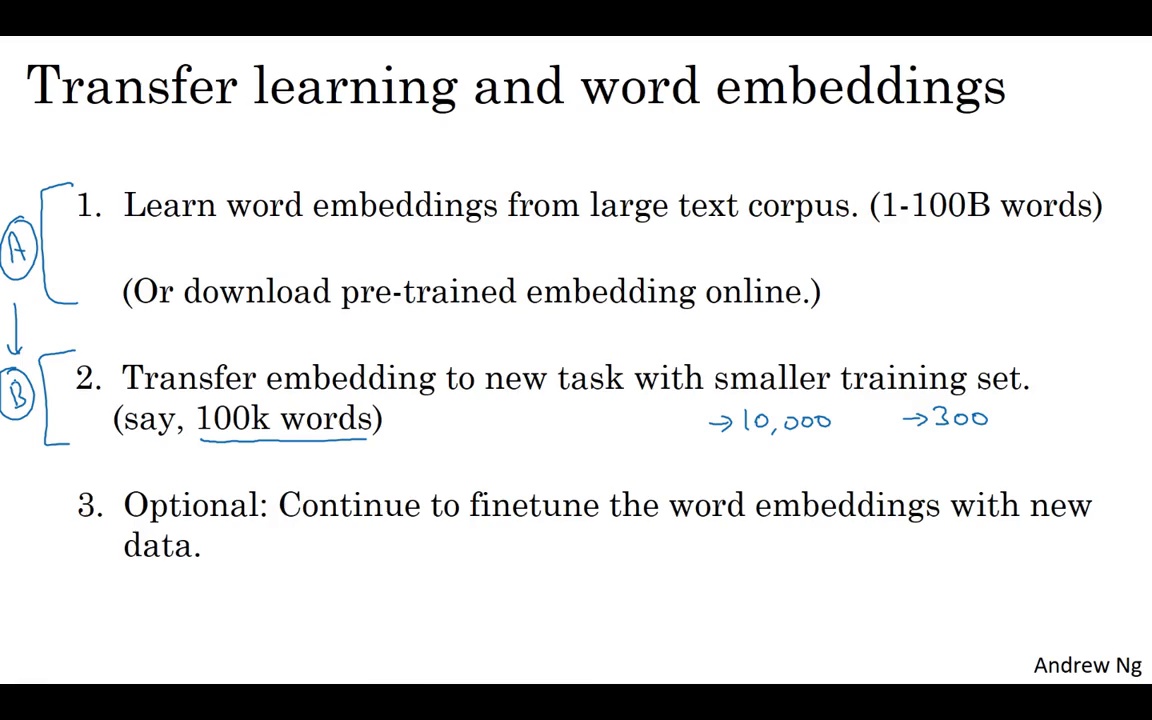 Transfer learning and word embeddings
1. Learn word embeddings from large text corpus. (1-100B words)
A
(Or download pre-trained embedding online.)
2. Transfer embedding to new task with smaller training set.
B
(say, 100k words) →10,000 →300
3. Optional: Continue to finetune the word embeddings with new
data.
Andrew Ng